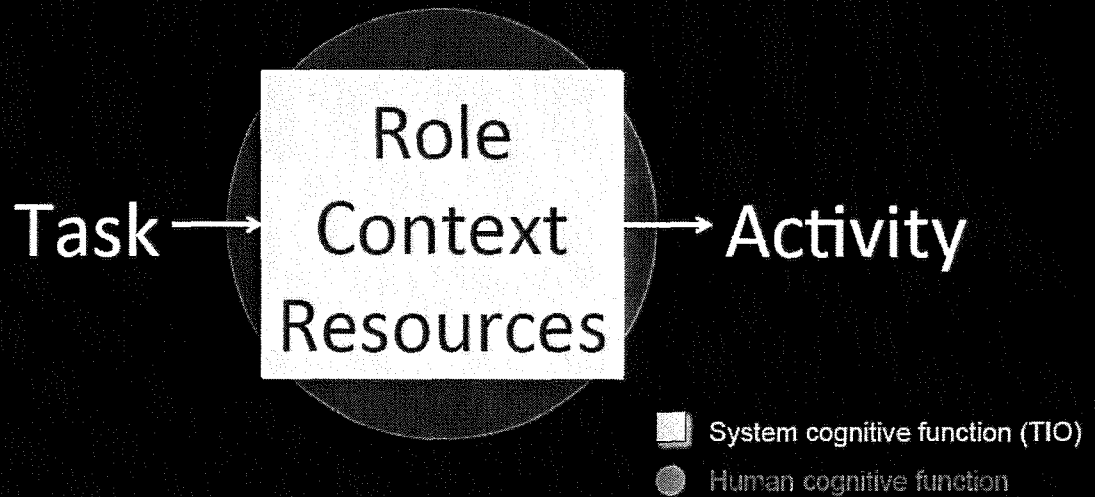 Role
Task
Context
Activity
Resources
System cognitive function (TIO)
Human cognitive function